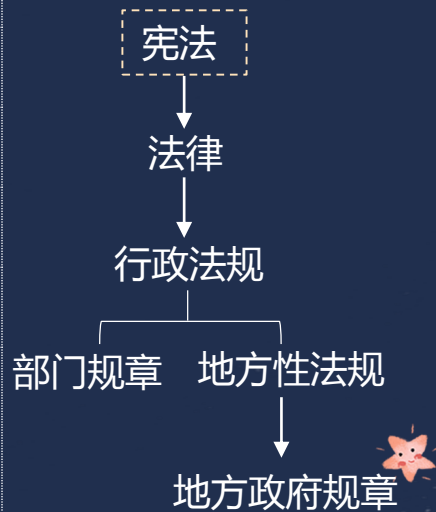 宪法
法律
行政法规
部门规章 地方性法规
地方政府规章